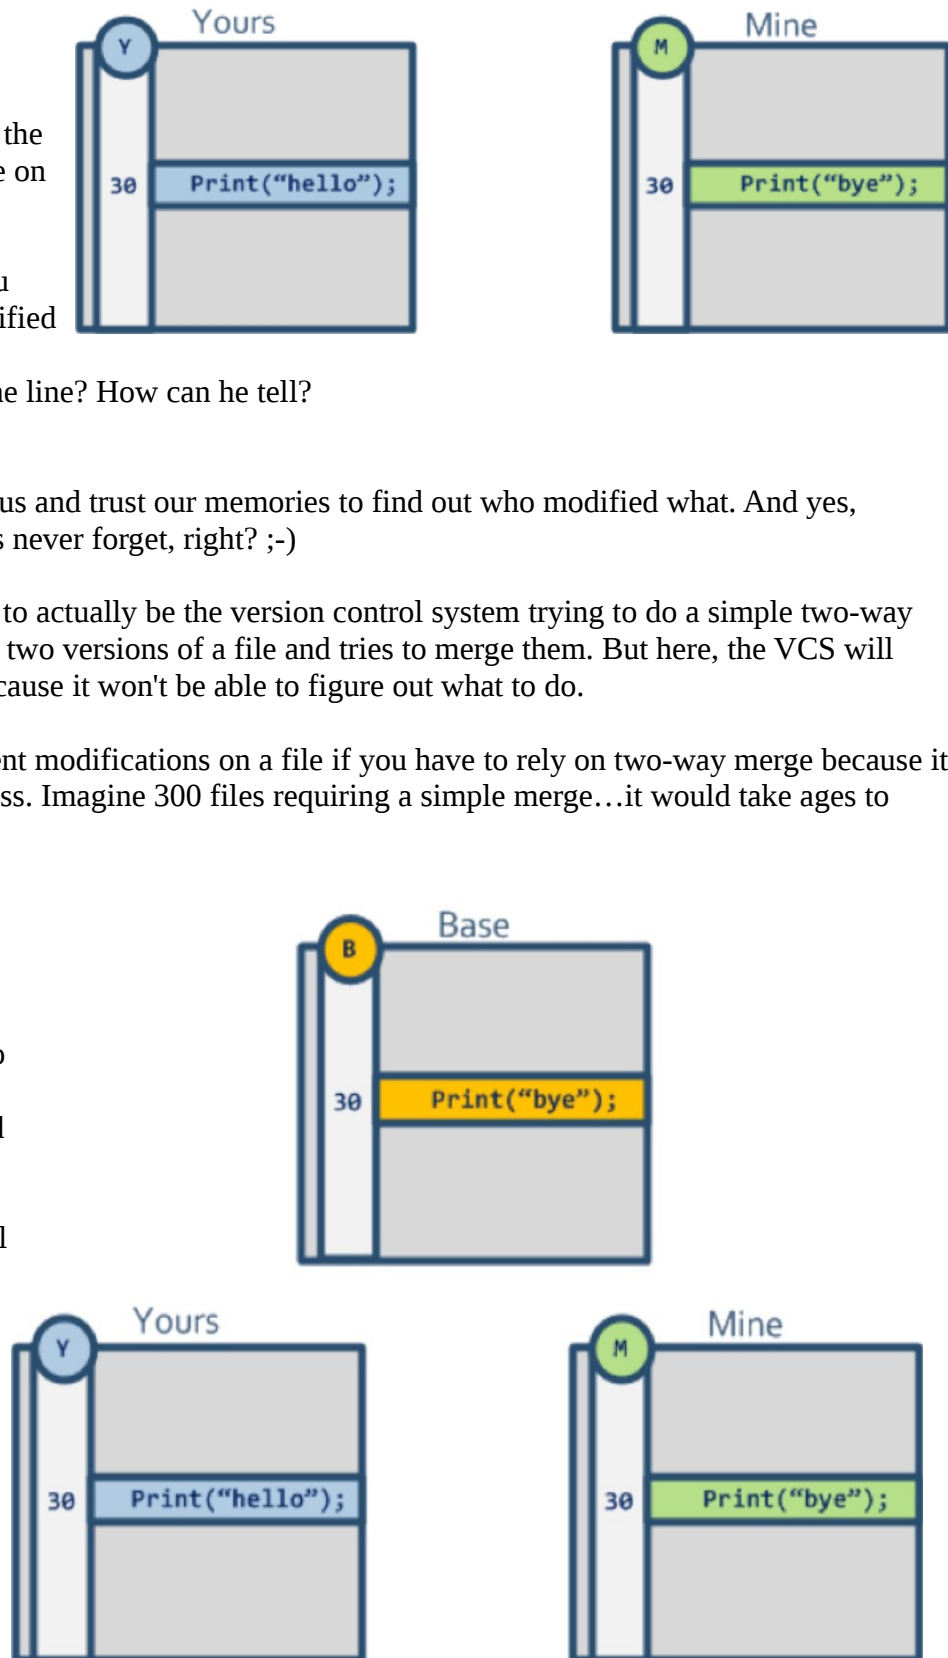 Yours
Mine
Y
M
the
e on
30 Print(“hello”);
30 Print(“bye”);
u
ified
ne line? How can he tell?
us and trust our memories to find out who modified what. And yes,
s never forget, right? ;-)
to actually be the version control system trying to do a simple two-way
two versions of a file and tries to merge them. But here, the VCS will
cause it won't be able to figure out what to do.
ent modifications on a file if you have to rely on two-way merge because it
ss. Imagine 300 files requiring a simple merge…it would take ages to
Base
B
o
30 Print(“bye”);
l
l
Yours
Mine
Y
M
30 Print(“hello”);
30 Print(“bye”);